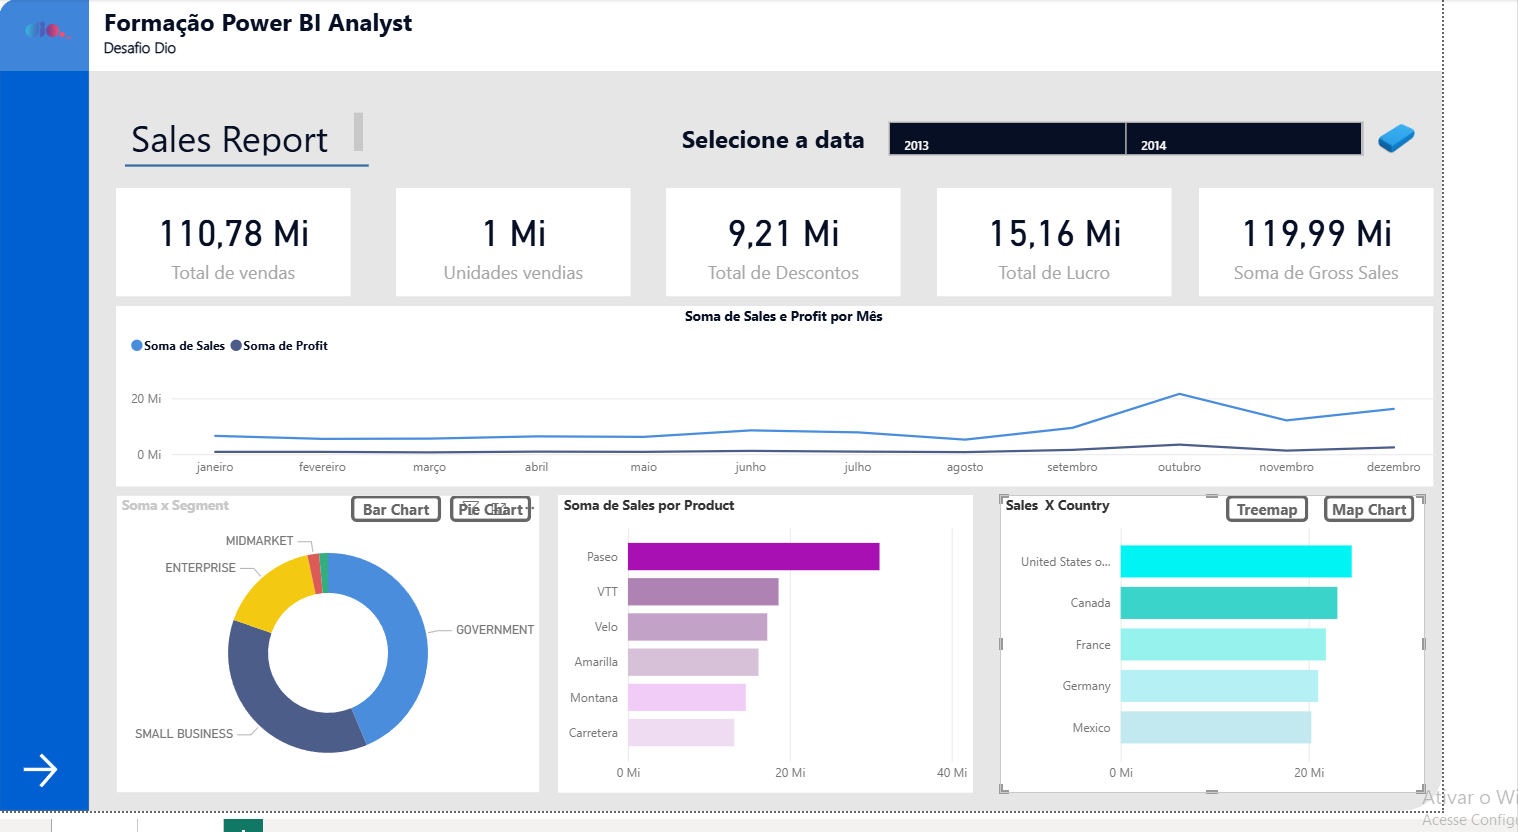 dio.
Formação Power BI Analyst
Desafio Dio
Sales Report
Selecione a data
2013
2014
110,78 Mi
Total de vendas
1 Mi
Unidades vendias
9,21 Mi
Total de Descontos
15,16 Mi
Total de Lucro
119,99 Mi
Soma de Gross Sales
Soma de Sales e Profit por Mês
Soma de Sales
Soma de Profit
20 Mi
0 Mi
janeiro
fevereiro
março
abril
maio
junho
julho
agosto
setembro
outubro
novembro
dezembro
Soma x Segment
Bar Chart
Pie Chart
MIDMARKET
ENTERPRISE
GOVERNMENT
SMALL BUSINESS
Soma de Sales por Product
Paseo
VTT
Velo
Amarilla
Montana
Carretera
0 Mi
20 Mi
40 Mi
Sales X Country
Treemap
Map Chart
United States o...
Canada
France
Germany
Mexico
0 Mi
20 Mi
Ativar o Wi
Acesse Configu